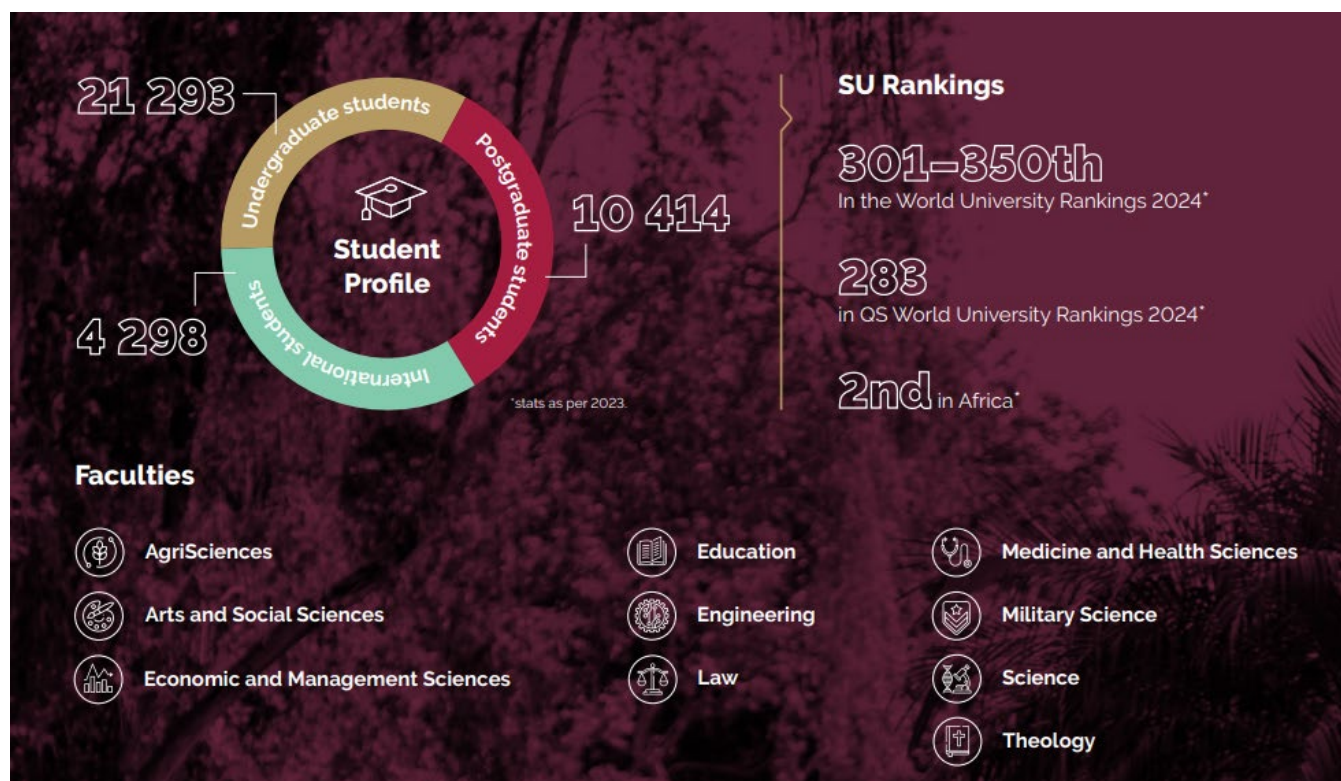 21 293
Undergraduate students
Postgraduate students
10 414
Student
Profile
4 298
International students
*stats as per 2023.
SU Rankings
301–350th
In the World University Rankings 2024*
283
in QS World University Rankings 2024*
2nd in Africa*
Faculties
AgriSciences
Arts and Social Sciences
Economic and Management Sciences
Education
Engineering
Law
Medicine and Health Sciences
Military Science
Science
Theology